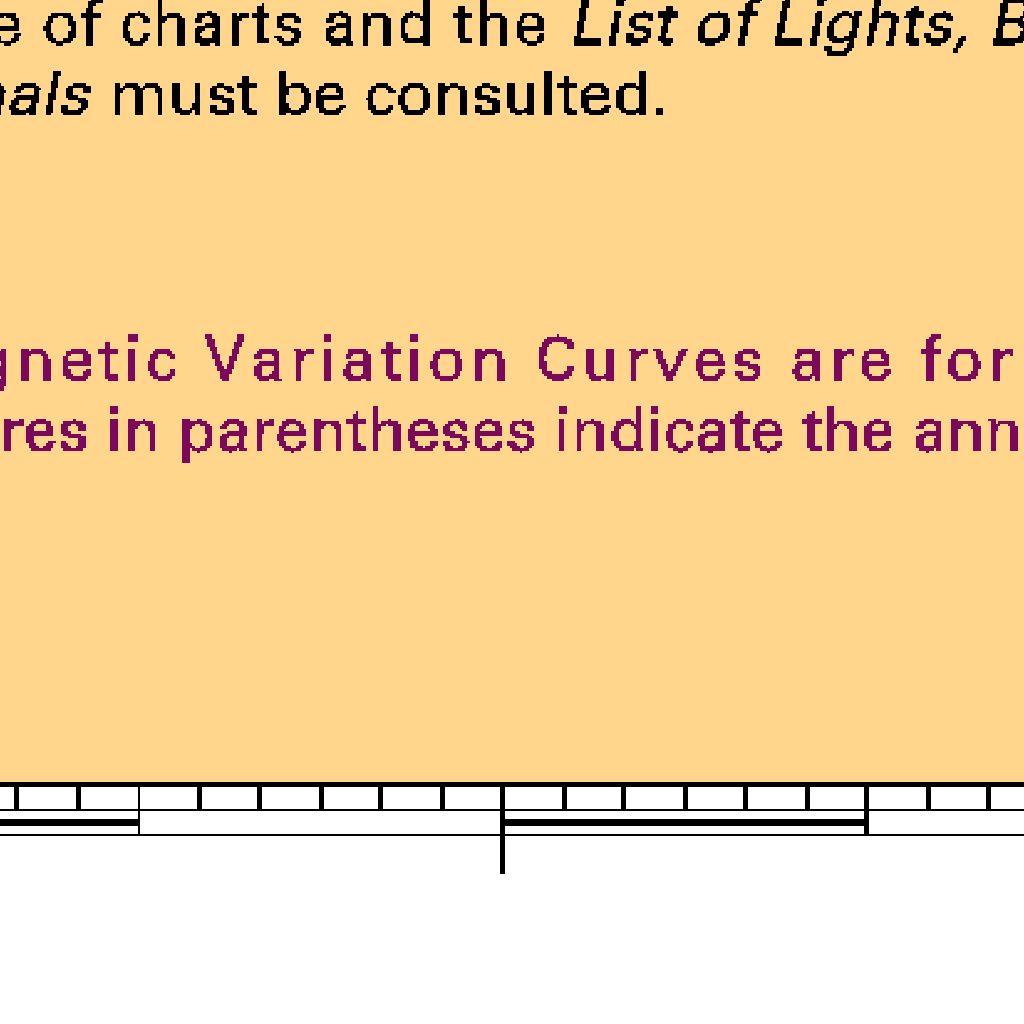 e of charts and the List of Lights, B
nals must be consulted.
gnetic Variation Curves are for
res in parentheses indicate the ann